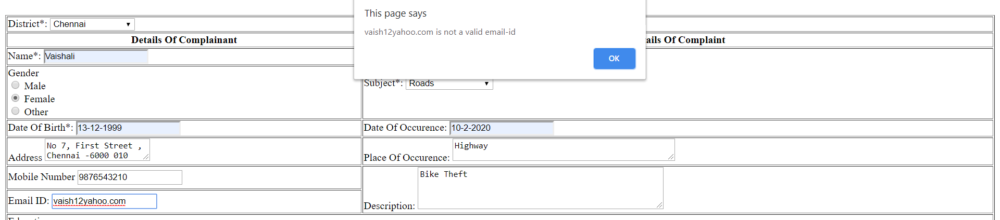 This page says
vaish12yahoo.com is not a valid email-id
OK
District*: Chennai
Details Of Complainant
ails Of Complaint
Name*: Vaishali
Gender
Male
Female
Other
Subject*: Roads
Date Of Birth*: 13-12-1999
Date Of Occurence: 10-2-2020
Address No 7, First Street ,
Chennai -6000 010
Place Of Occurence: Highway
Mobile Number 9876543210
Email ID: vaish12yahoo.com
Description: Bike Theft